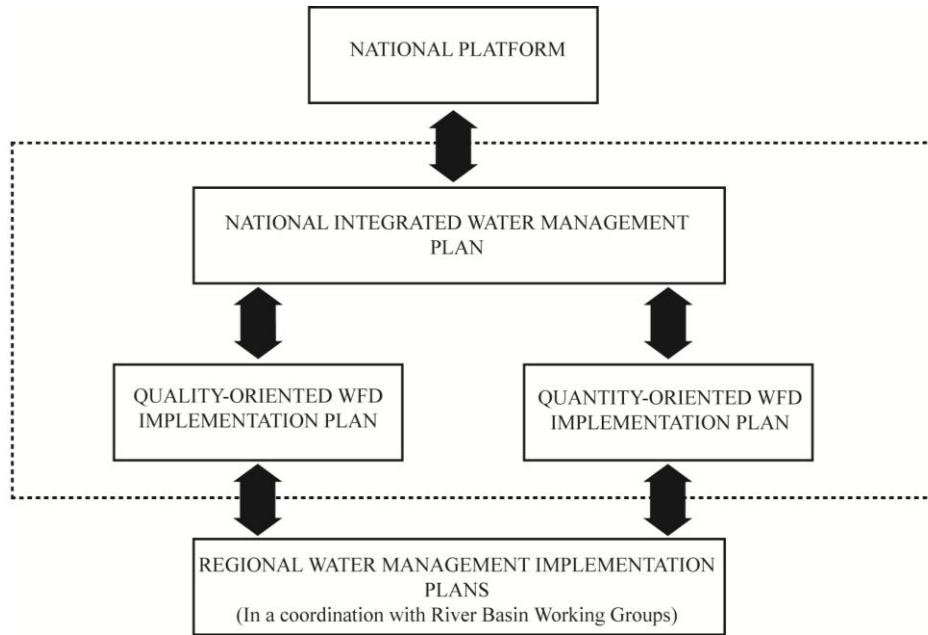 NATIONAL PLATFORM
NATIONAL INTEGRATED WATER MANAGEMENT
PLAN
QUALITY-ORIENTED WFD
IMPLEMENTATION PLAN
QUANTITY-ORIENTED WFD
IMPLEMENTATION PLAN
REGIONAL WATER MANAGEMENT IMPLEMENTATION
PLANS
(In a coordination with River Basin Working Groups)